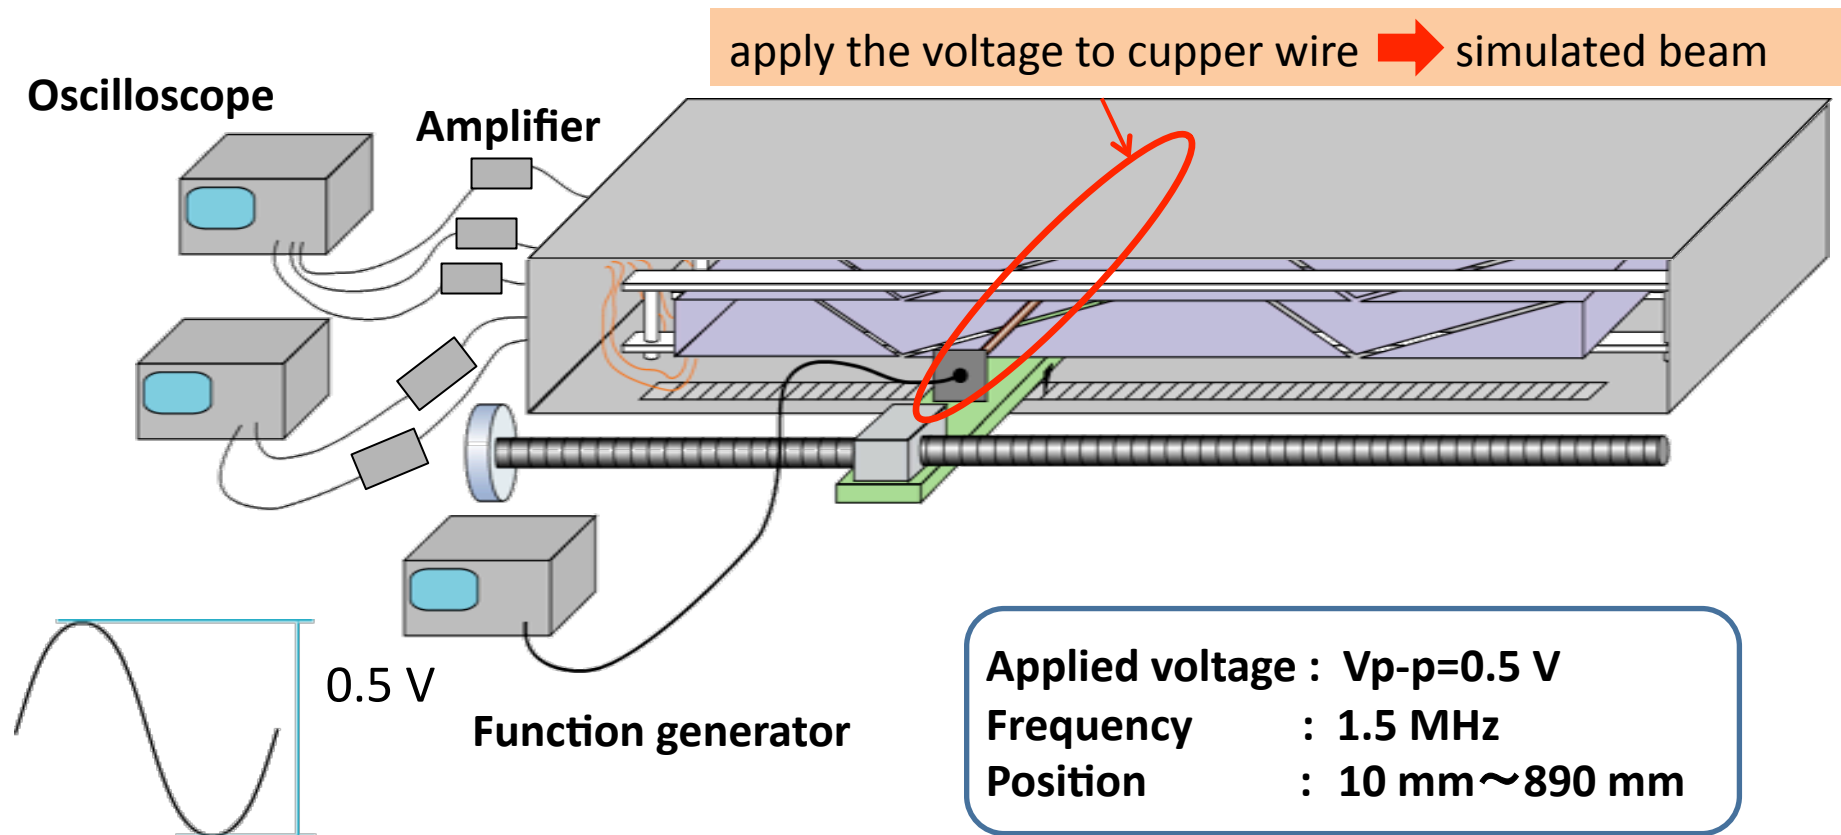 apply the voltage to cupper wire simulated beam
Oscilloscope
Amplifier
0.5 V
Function generator
Applied voltage : Vp-p=0.5 V
Frequency : 1.5 MHz
Position : 10 mm～890 mm